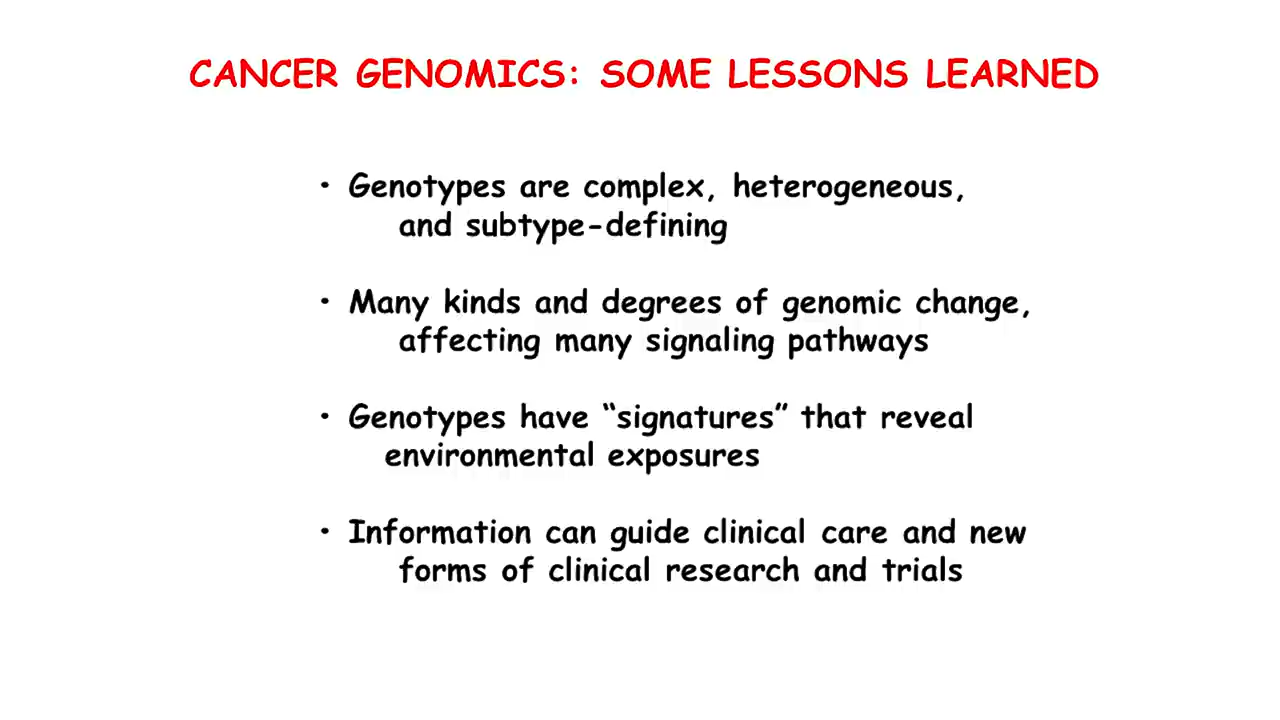 CANCER GENOMICS: SOME LESSONS LEARNED
• Genotypes are complex, heterogeneous,
and subtype-defining
• Many kinds and degrees of genomic change,
affecting many signaling pathways
• Genotypes have “signatures” that reveal
environmental exposures
• Information can guide clinical care and new
forms of clinical research and trials